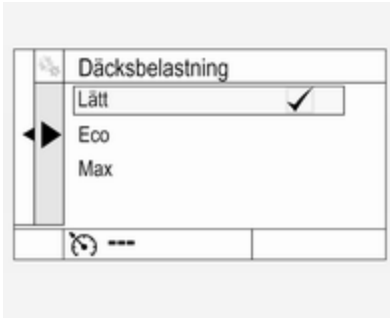 Däcksbelastning
Lätt
Eco
Max
---